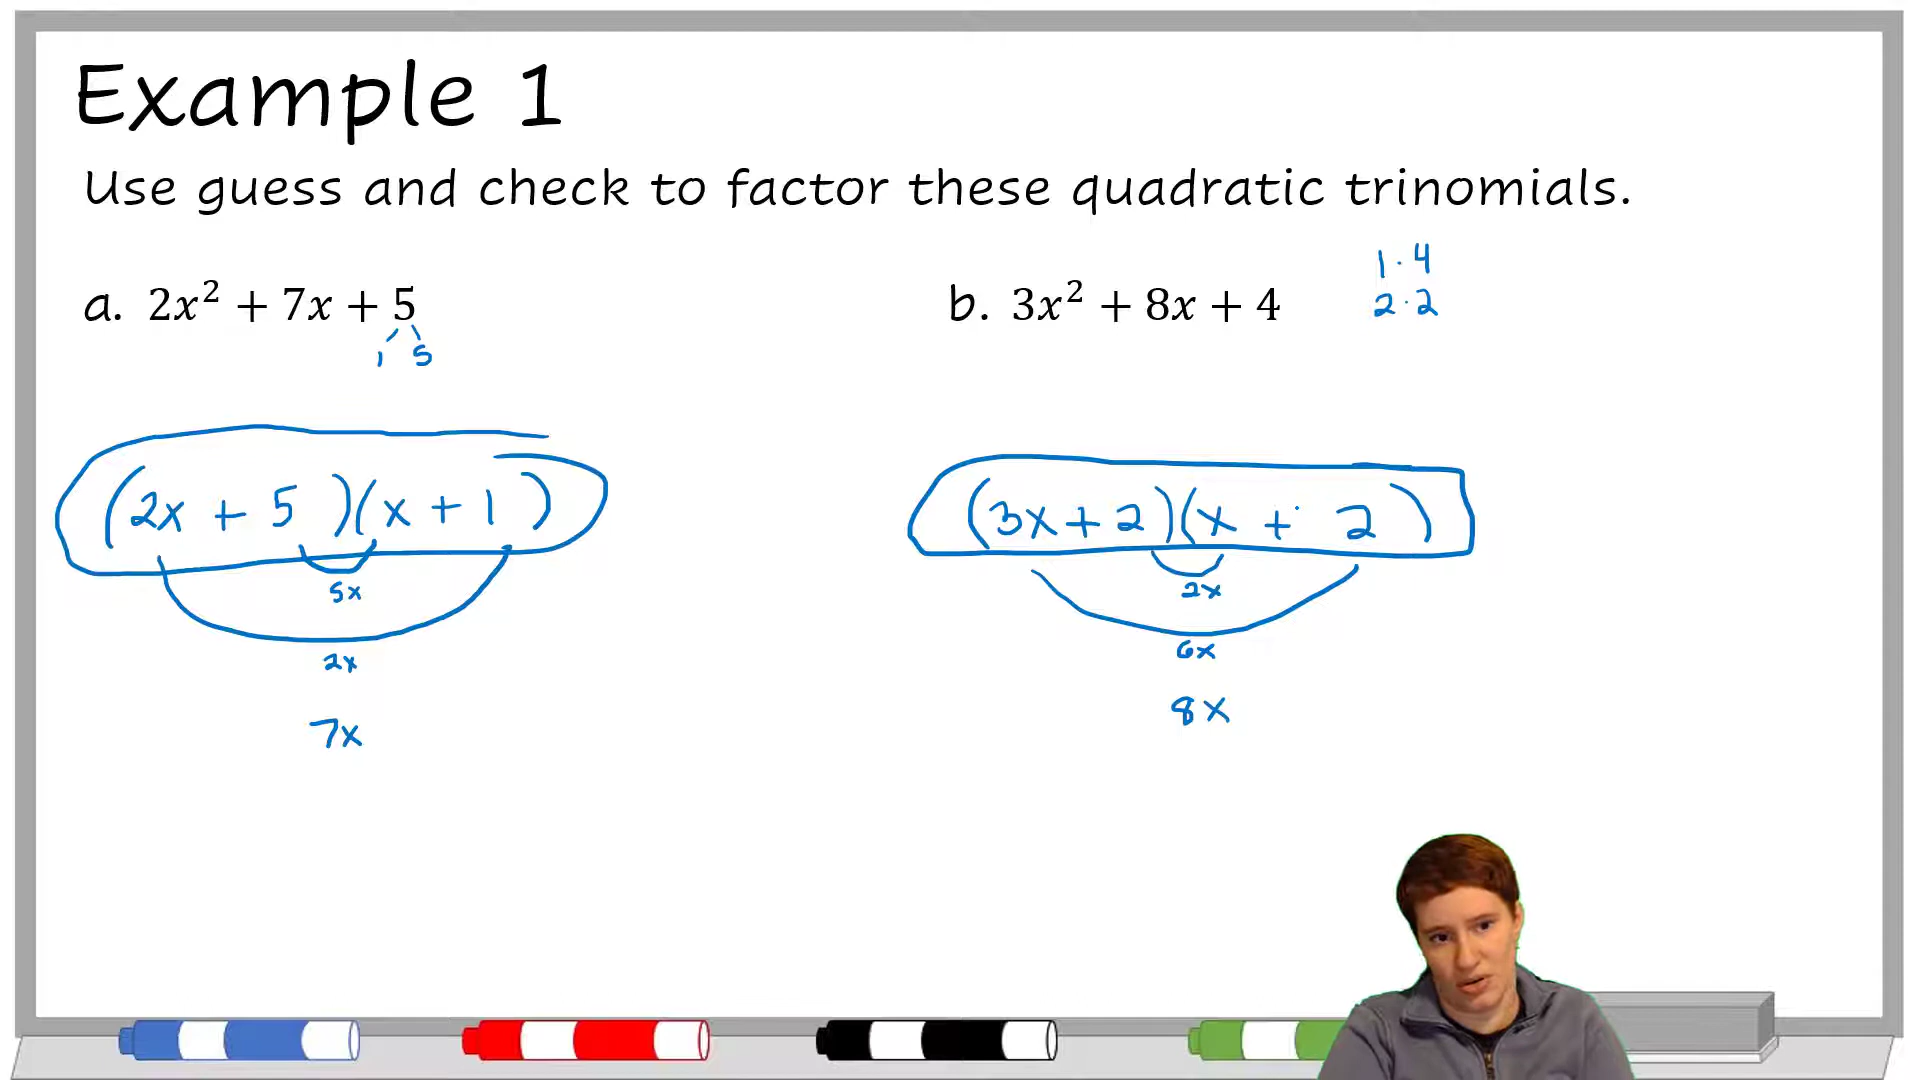 Example 1
Use guess and check to factor these quadratic trinomials.
a. 2x² + 7x + 5
1 5
(2x + 5)(x + 1)
5x
2x
7x
b. 3x² + 8x + 4
1·4
2·2
(3x + 2)(x + 2)
2x
6x
8x